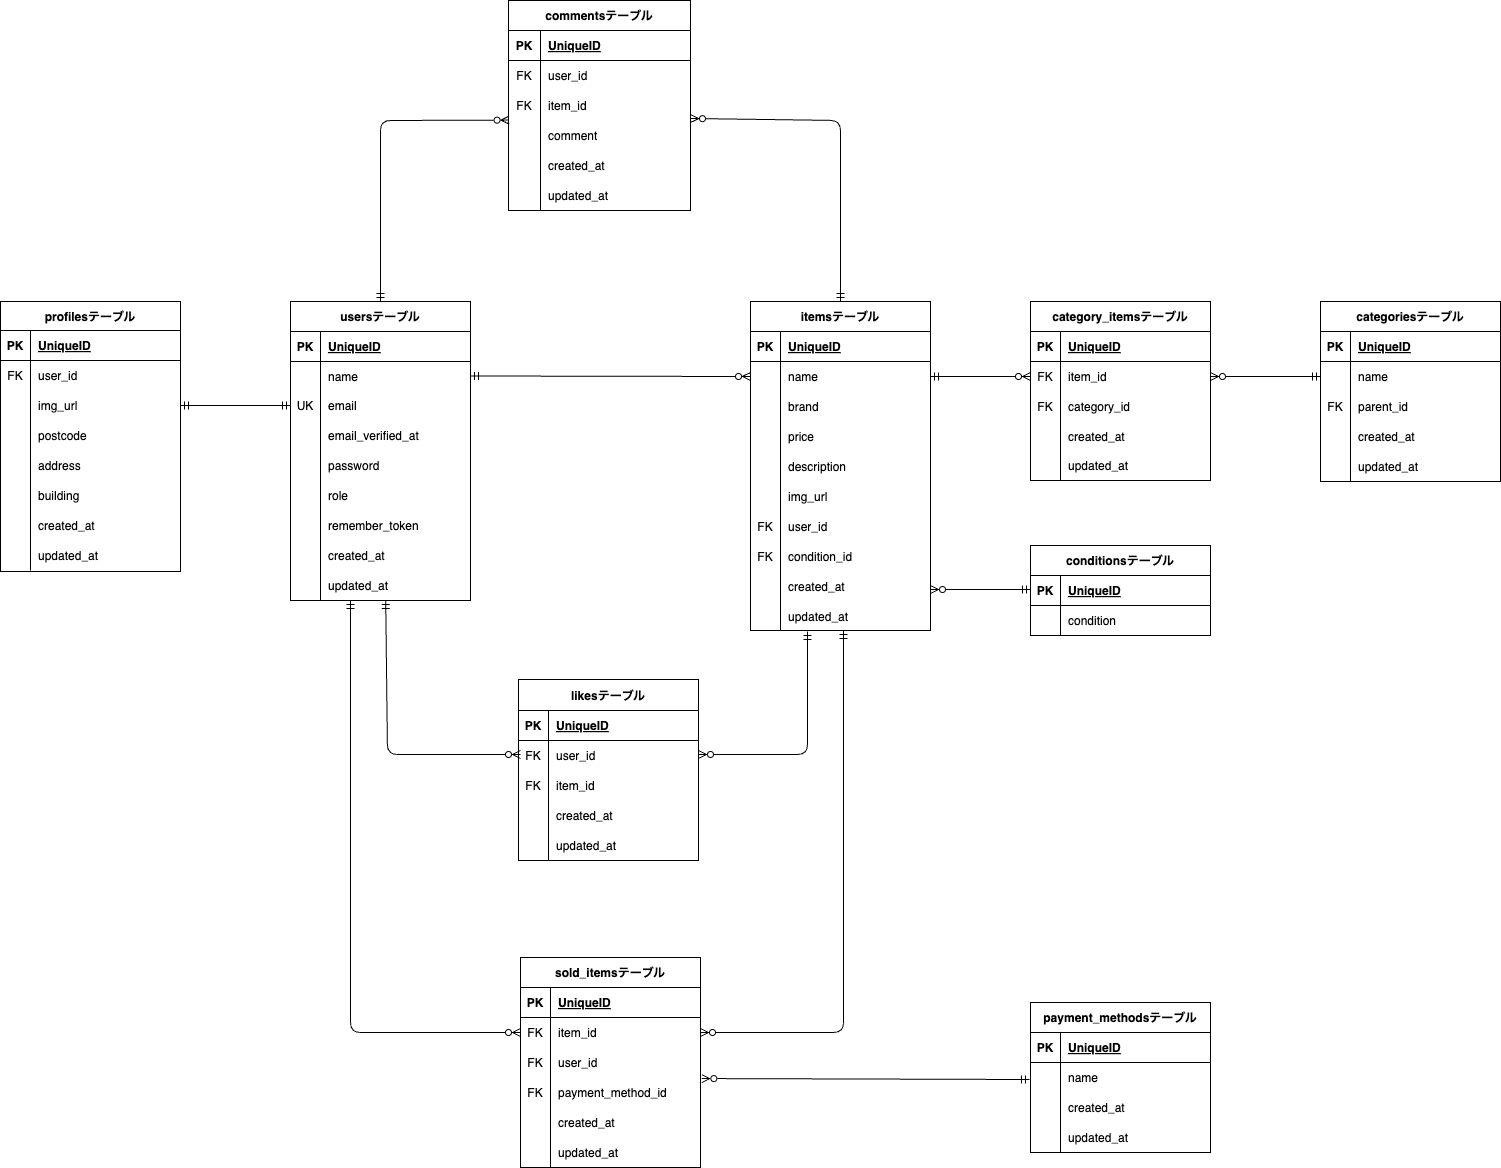 commentsテーブル
PK UniqueID
FK user_id
FK item_id
comment
created_at
updated_at
profilesテーブル
PK UniqueID
FK user_id
img_url
postcode
address
building
created_at
updated_at
usersテーブル
PK UniqueID
name
UK email
email_verified_at
password
role
remember_token
created_at
updated_at
itemsテーブル
PK UniqueID
name
brand
price
description
img_url
FK user_id
FK condition_id
created_at
updated_at
category_itemsテーブル
PK UniqueID
FK item_id
FK category_id
created_at
updated_at
categoriesテーブル
PK UniqueID
name
FK parent_id
created_at
updated_at
conditionsテーブル
PK UniqueID
condition
likesテーブル
PK UniqueID
FK user_id
FK item_id
created_at
updated_at
sold_itemsテーブル
PK UniqueID
FK item_id
FK user_id
FK payment_method_id
created_at
updated_at
payment_methodsテーブル
PK UniqueID
name
created_at
updated_at